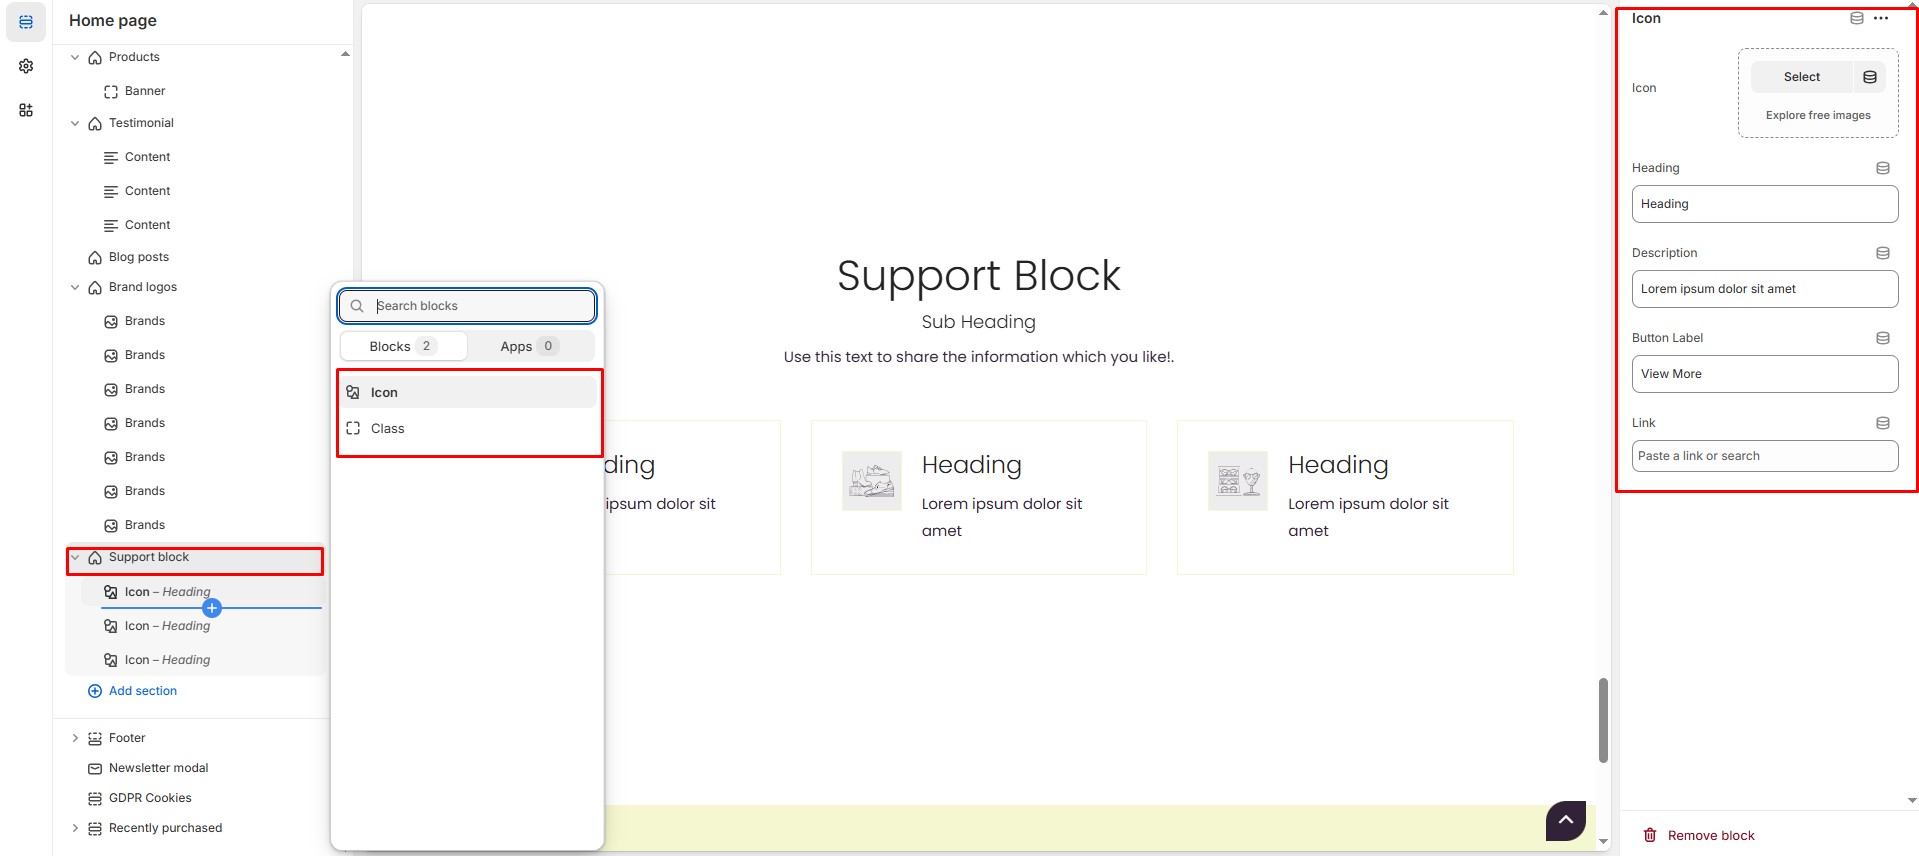 Home page
Products
Banner
Testimonial
Content
Content
Content
Blog posts
Brand logos
Brands
Brands
Brands
Brands
Brands
Brands
Brands
Support block
Icon – Heading
Icon – Heading
Icon – Heading
Add section
Footer
Newsletter modal
GDPR Cookies
Recently purchased
Search blocks
Blocks 2
Apps 0
Icon
Class
Support Block
Sub Heading
Use this text to share the information which you like!.
ding
ipsum dolor sit
Heading
Lorem ipsum dolor sit
amet
Heading
Lorem ipsum dolor sit
amet
Icon
Icon
Select
Explore free images
Heading
Heading
Description
Lorem ipsum dolor sit amet
Button Label
View More
Link
Paste a link or search
Remove block